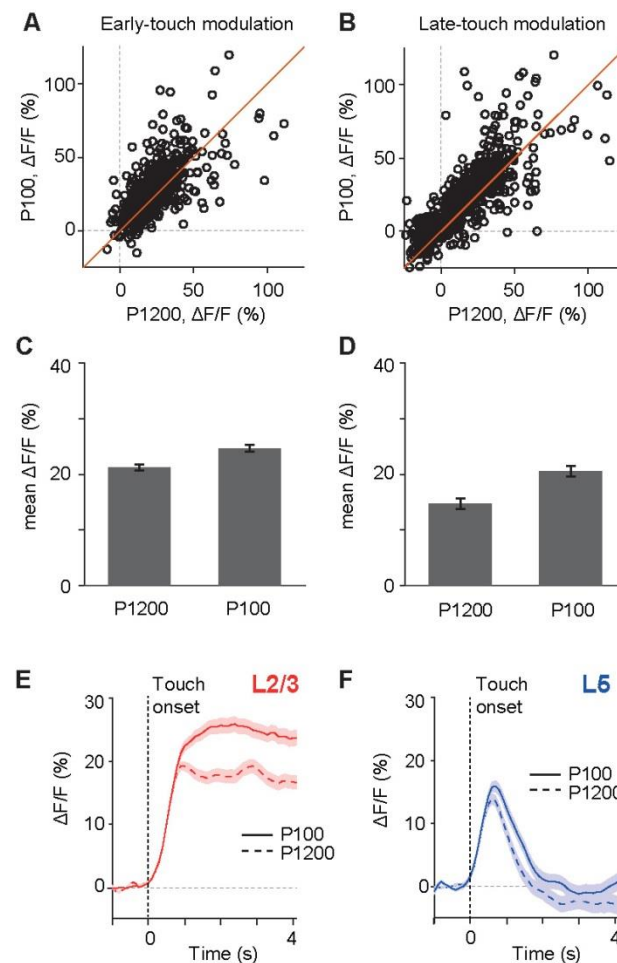 A Early-touch modulation
B Late-touch modulation
P100, ΔF/F (%)
100
50
0
0 50 100
P1200, ΔF/F (%)
P100, ΔF/F (%)
100
50
0
0 50 100
P1200, ΔF/F (%)
C
mean ΔF/F (%)
40
20
0
P1200 P100
D
mean ΔF/F (%)
40
20
0
P1200 P100
E
Touch
onset
L2/3
ΔF/F (%)
30
20
10
0
P100
P1200
0 4
Time (s)
F
Touch
onset
L5
ΔF/F (%)
30
20
10
0
P100
P1200
0 4
Time (s)